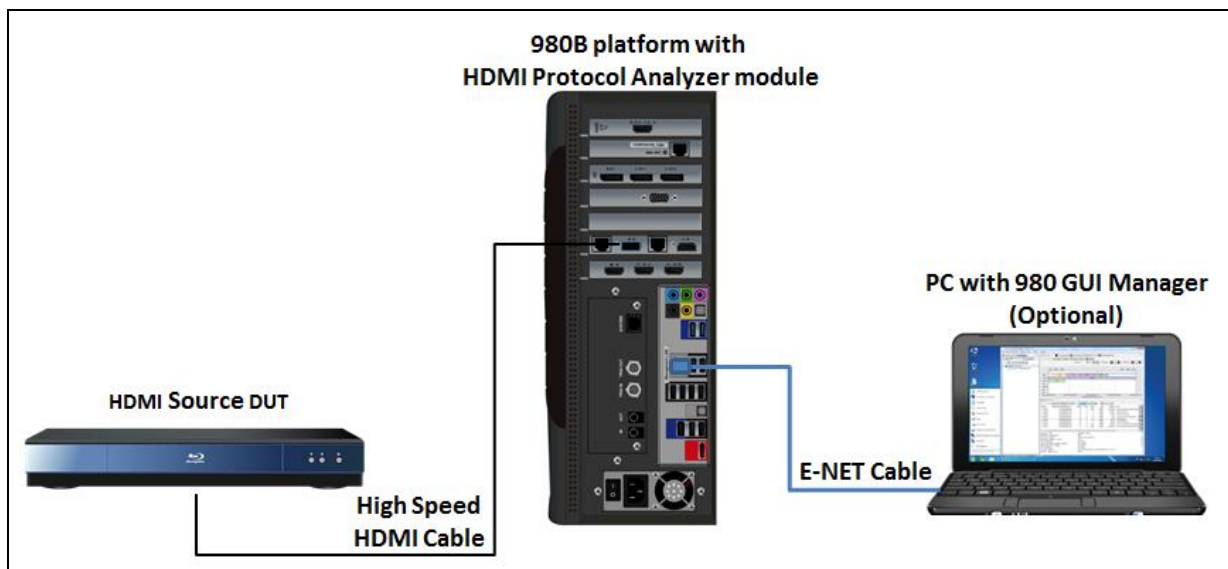 980B platform with
HDMI Protocol Analyzer module
PC with 980 GUI Manager
(Optional)
HDMI Source DUT
High Speed
HDMI Cable
E-NET Cable